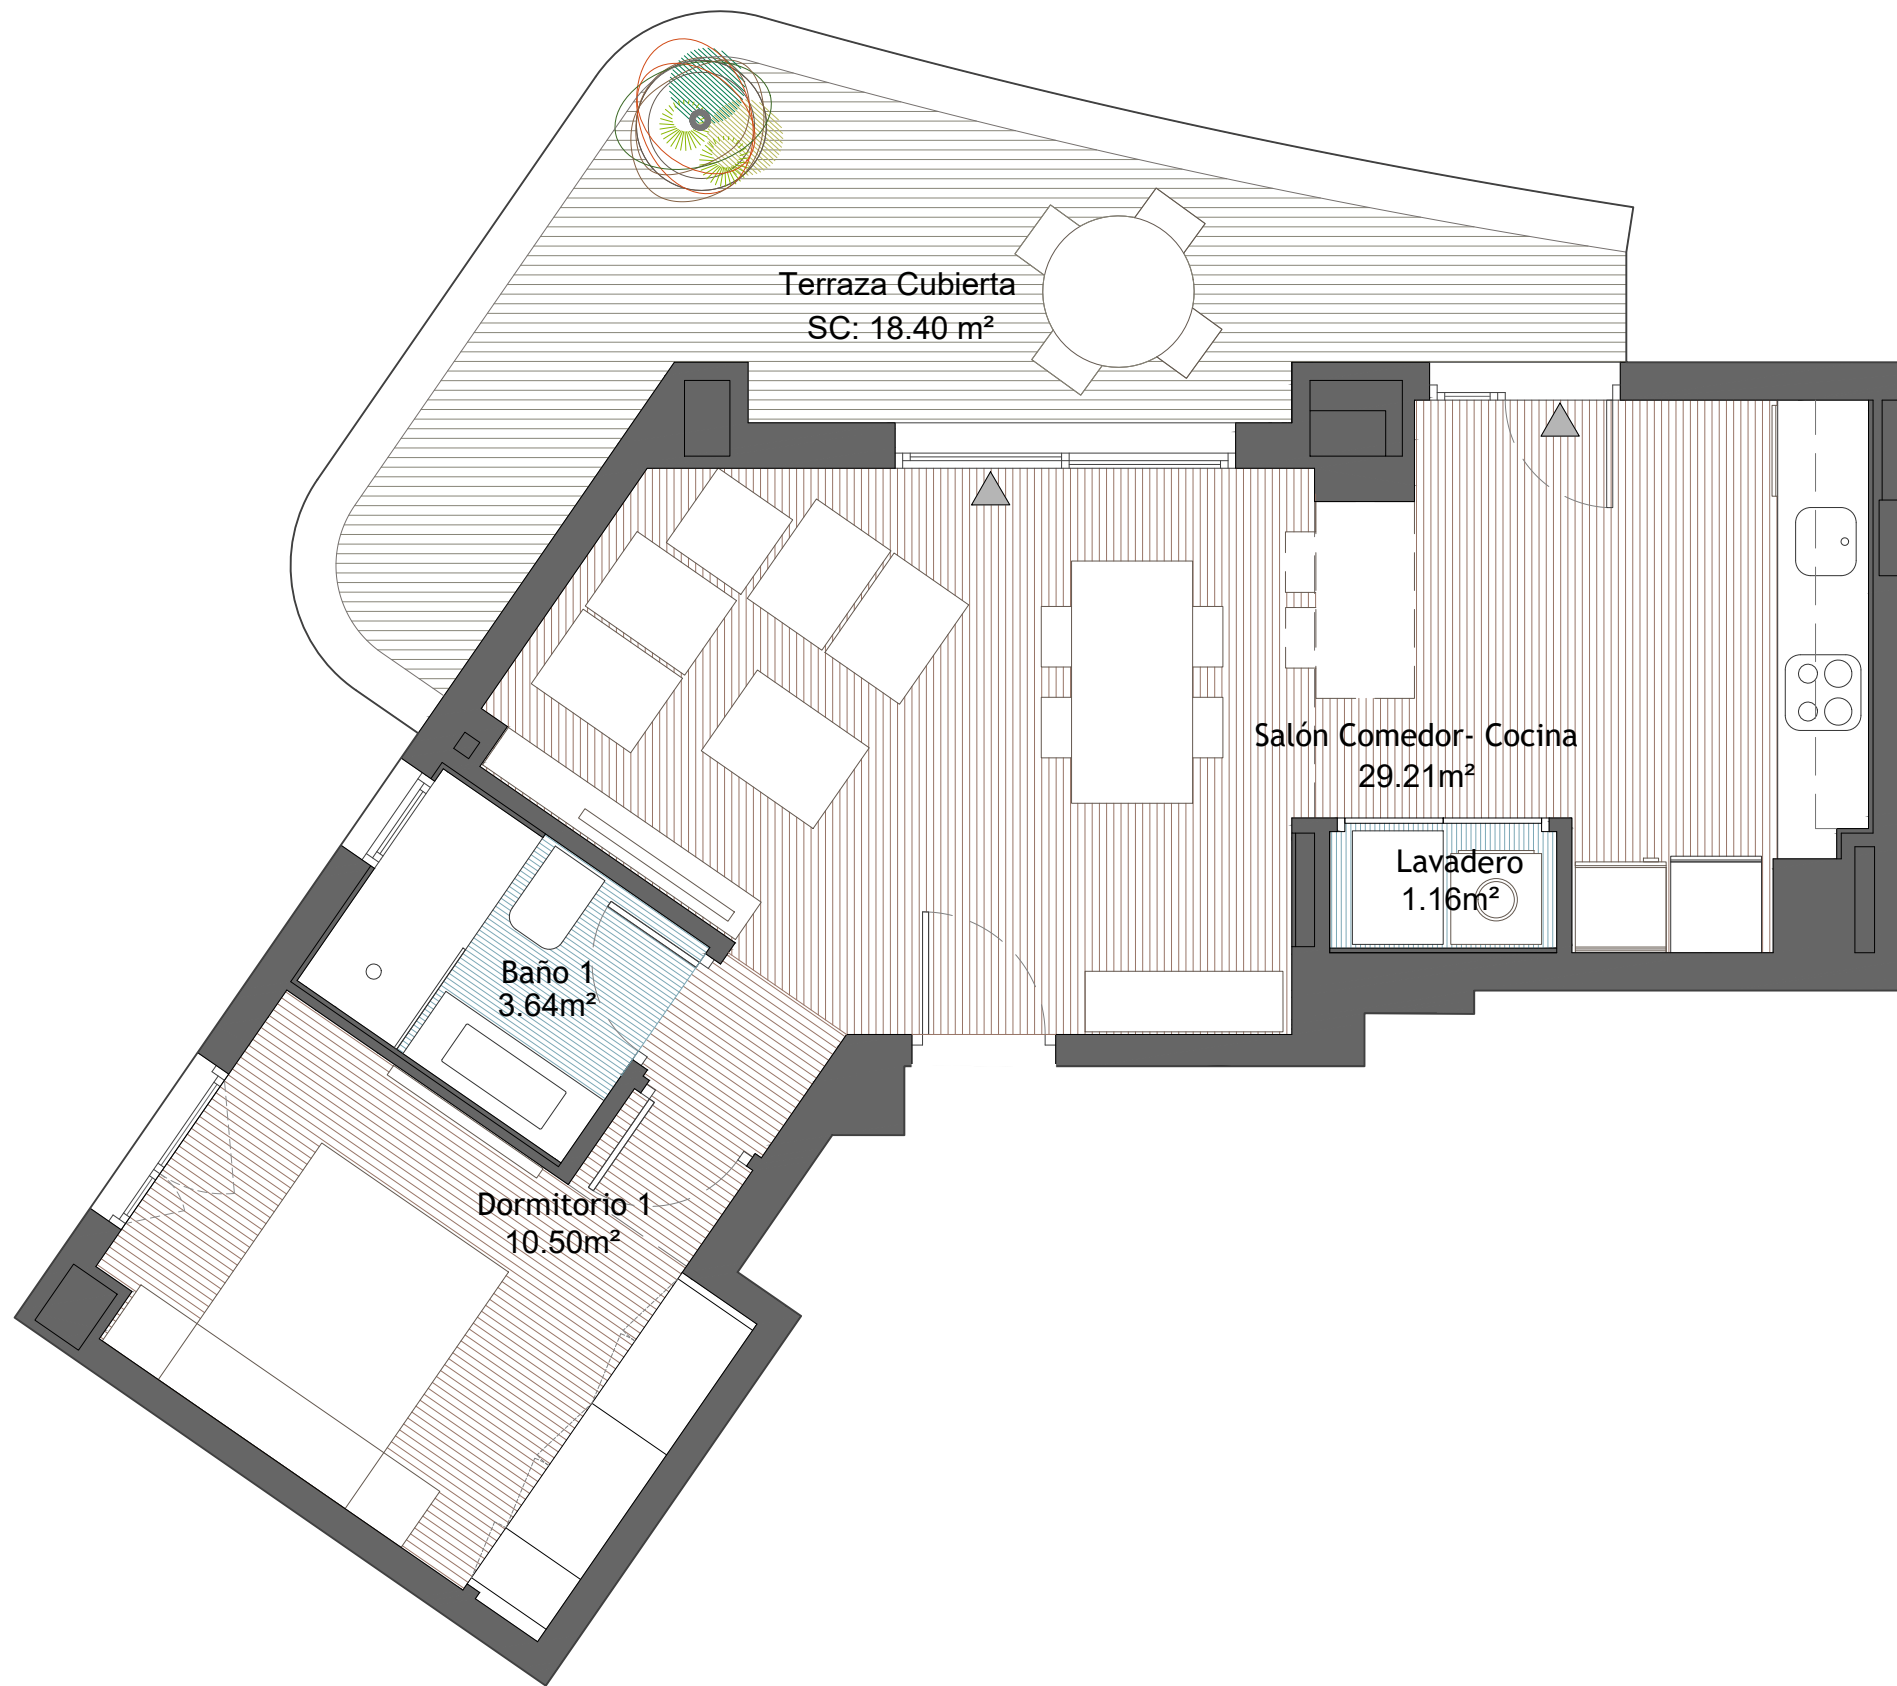 Terraza Cubierta
SC: 18.40 m²
Salón Comedor- Cocina
29.21m²
Lavadero
1.16m²
Baño 1
3.64m²
Dormitorio 1
10.50m²